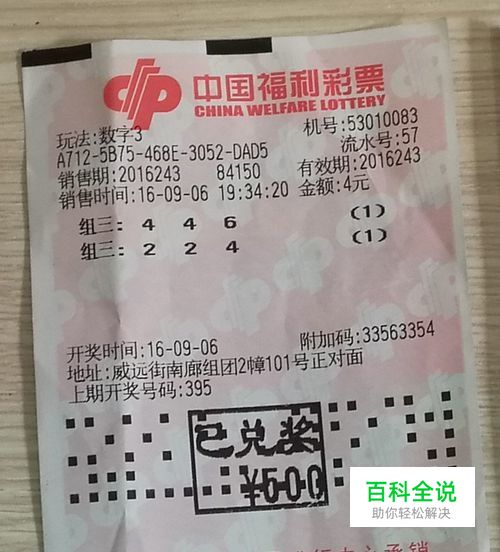 中国福利彩票
CHINA WELFARE LOTTERY
玩法:数字3 机号:53010083
A712-5B75-468E-3052-DAD5 流水号:57
销售期:2016243 84150 有效期:2016243
销售时间:16-09-06 19:34:20 金额:4元
组三: 4 4 6 (1)
组三: 2 2 4 (1)
开奖时间:16-09-06 附加码:33563354
地址:威远街南廊组团2幢101号正对面
上期开奖号码:395
已兑奖
¥600
百科全说
助你轻松解决